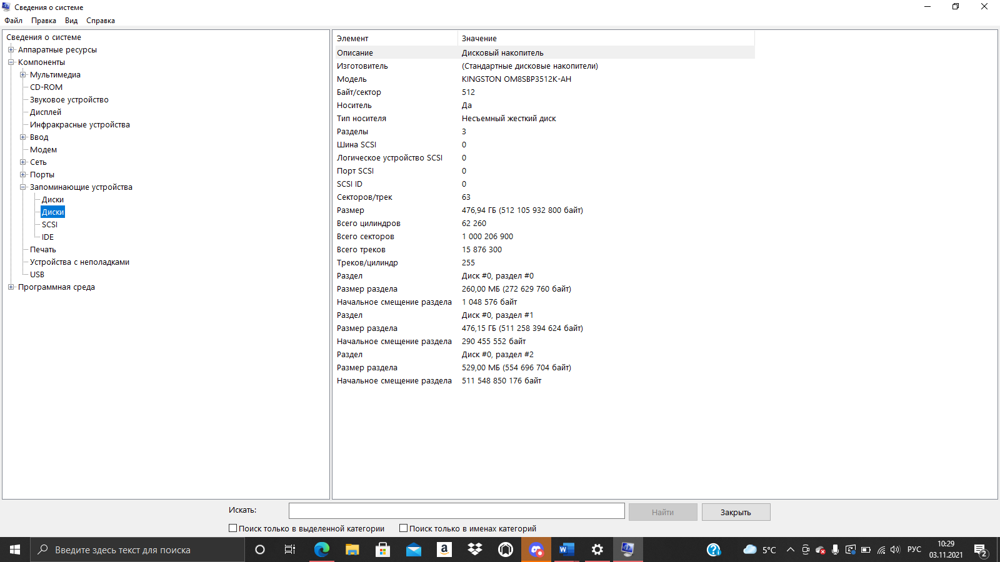 Сведения о системе
Файл Правка Вид Справка
Сведения о системе
Аппаратные ресурсы
Компоненты
Мультимедиа
CD-ROM
Звуковое устройство
Дисплей
Инфракрасные устройства
Ввод
Модем
Сеть
Порты
Запоминающие устройства
Диски
Диски
SCSI
IDE
Печать
Устройства с неполадками
USB
Программная среда
Элемент Значение
Описание Дисковый накопитель
Изготовитель (Стандартные дисковые накопители)
Модель KINGSTON OM8SBP3512K-AH
Байт/сектор 512
Носитель Да
Тип носителя Несъемный жесткий диск
Разделы 3
Шина SCSI 0
Логическое устройство SCSI 0
Порт SCSI 0
SCSI ID 0
Секторов/трек 63
Размер 476,94 ГБ (512 105 932 800 байт)
Всего цилиндров 62 260
Всего секторов 1 000 206 900
Всего треков 15 876 300
Треков/цилиндр 255
Раздел Диск #0, раздел #0
Размер раздела 260,00 МБ (272 629 760 байт)
Начальное смещение раздела 1 048 576 байт
Раздел Диск #0, раздел #1
Размер раздела 476,15 ГБ (511 258 394 624 байт)
Начальное смещение раздела 290 455 552 байт
Раздел Диск #0, раздел #2
Размер раздела 529,00 МБ (554 696 704 байт)
Начальное смещение раздела 511 548 850 176 байт
Искать: Найти Закрыть
Поиск только в выделенной категории Поиск только в именах категорий
Введите здесь текст для поиска
5°C РУС 10:29
03.11.2021
2